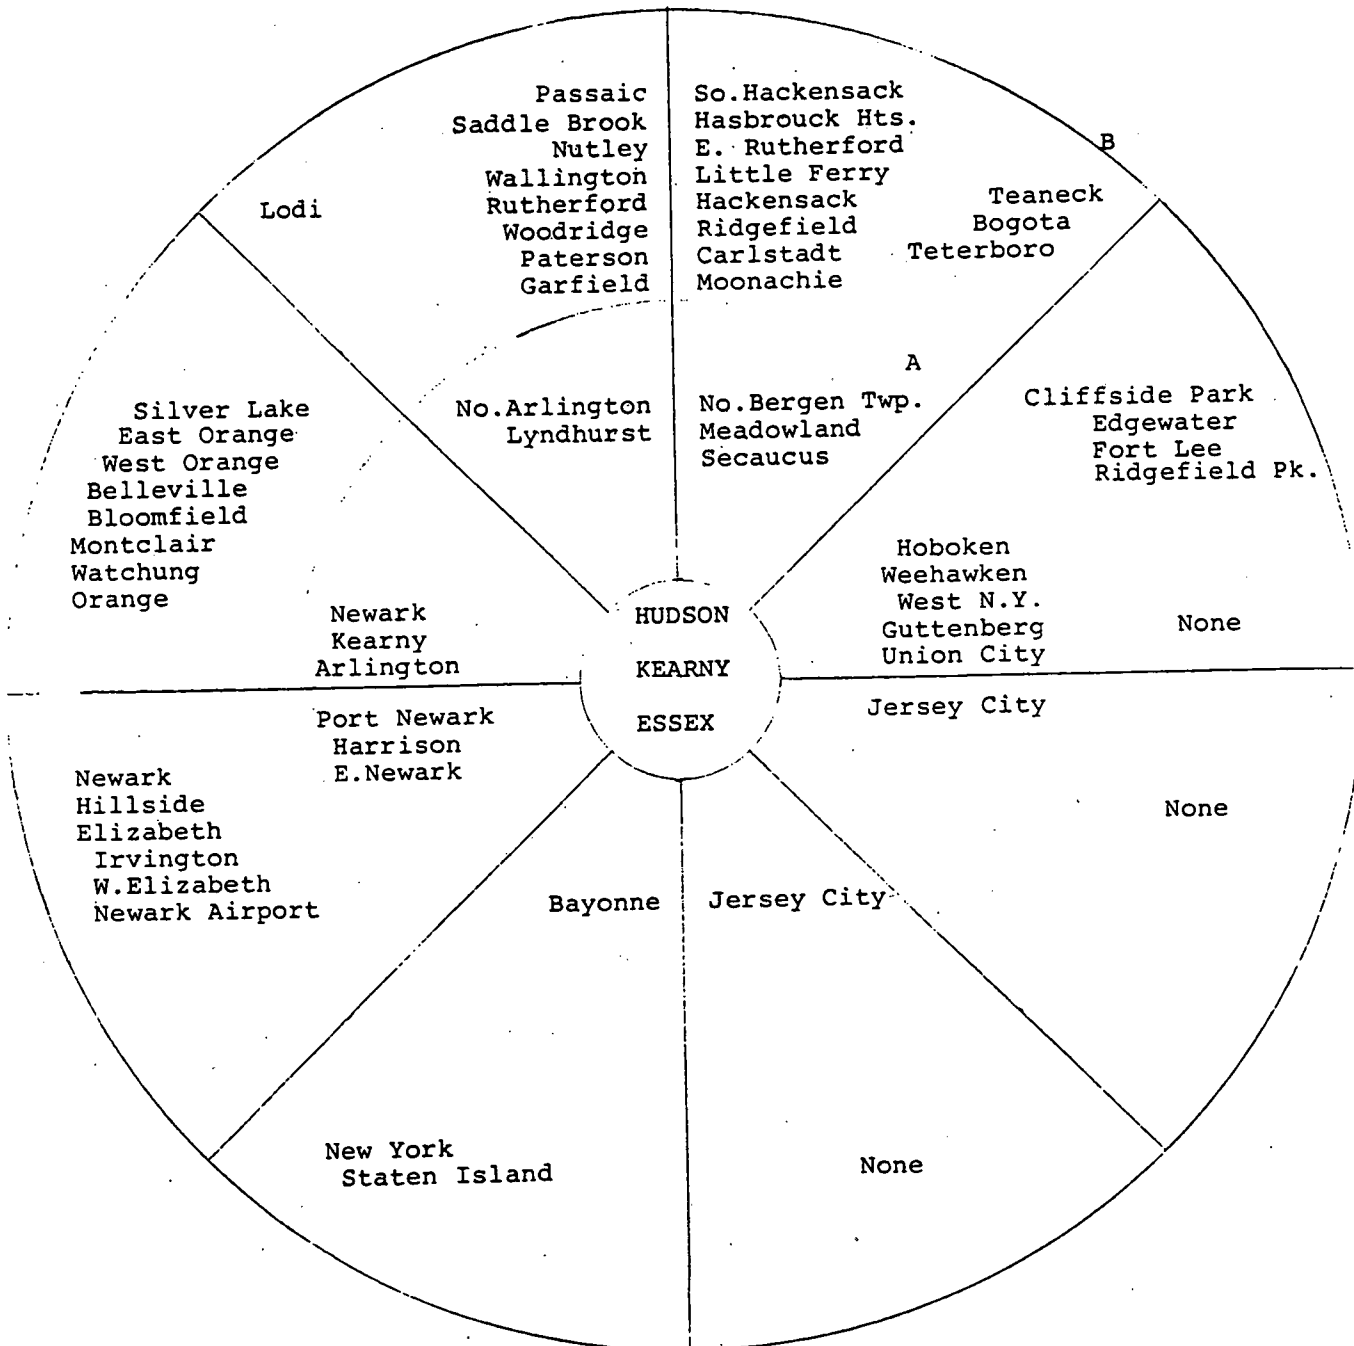 Passaic
Saddle Brook
Nutley
Wallington
Rutherford
Woodridge
Paterson
Garfield
Lodi
So.Hackensack
Hasbrouck Hts.
E. Rutherford
Little Ferry
Hackensack
Ridgefield
Carlstadt
Moonachie
B
Teaneck
Bogota
Teterboro
No.Arlington
Lyndhurst
A
No.Bergen Twp.
Meadowland
Secaucus
Cliffside Park
Edgewater
Fort Lee
Ridgefield Pk.
Silver Lake
East Orange
West Orange
Belleville
Bloomfield
Montclair
Watchung
Orange
Newark
Kearny
Arlington
HUDSON
KEARNY
ESSEX
Hoboken
Weehawken
West N.Y.
Guttenberg
Union City
None
Port Newark
Harrison
E.Newark
Newark
Hillside
Elizabeth
Irvington
W.Elizabeth
Newark Airport
Jersey City
None
Bayonne
Jersey City
New York
Staten Island
None